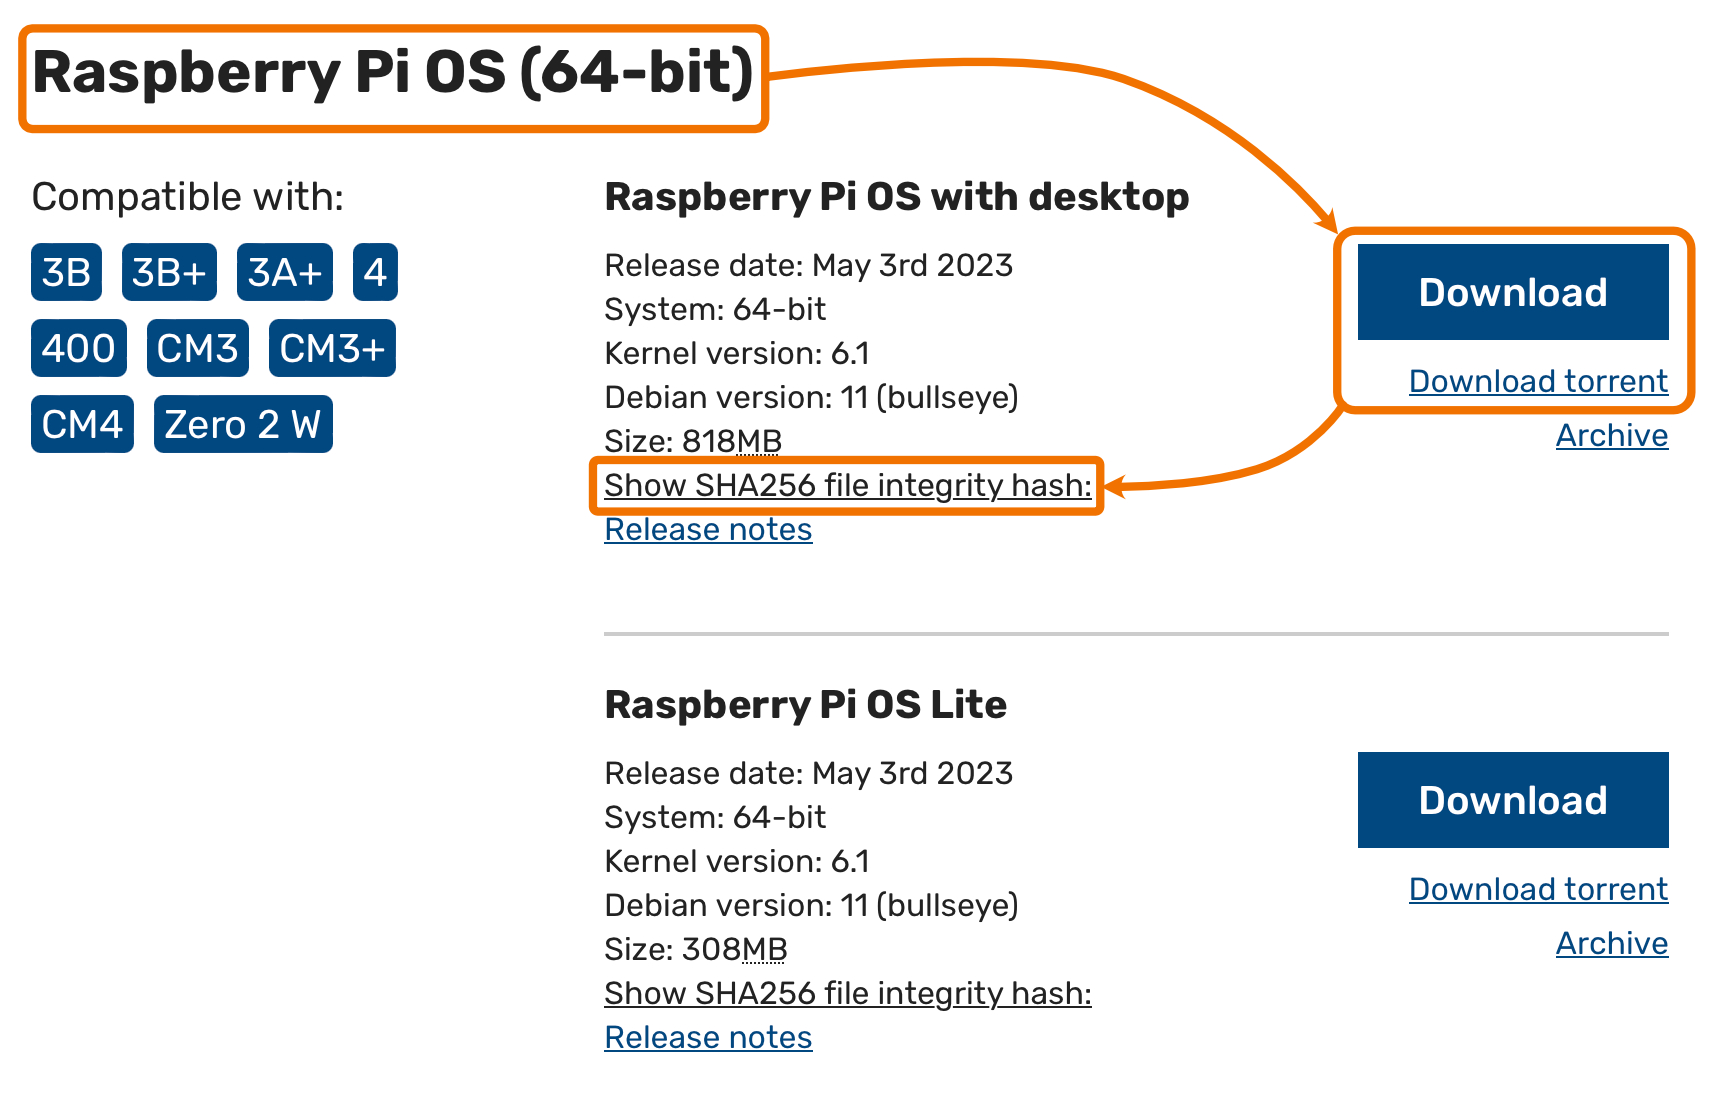 Raspberry Pi OS (64-bit)
Compatible with:
3B 3B+ 3A+ 4
400 CM3 CM3+
CM4 Zero 2 W
Raspberry Pi OS with desktop
Release date: May 3rd 2023
System: 64-bit
Kernel version: 6.1
Debian version: 11 (bullseye)
Size: 818MB
Show SHA256 file integrity hash:
Release notes
Download
Download torrent
Archive
Raspberry Pi OS Lite
Release date: May 3rd 2023
System: 64-bit
Kernel version: 6.1
Debian version: 11 (bullseye)
Size: 308MB
Show SHA256 file integrity hash:
Release notes
Download
Download torrent
Archive